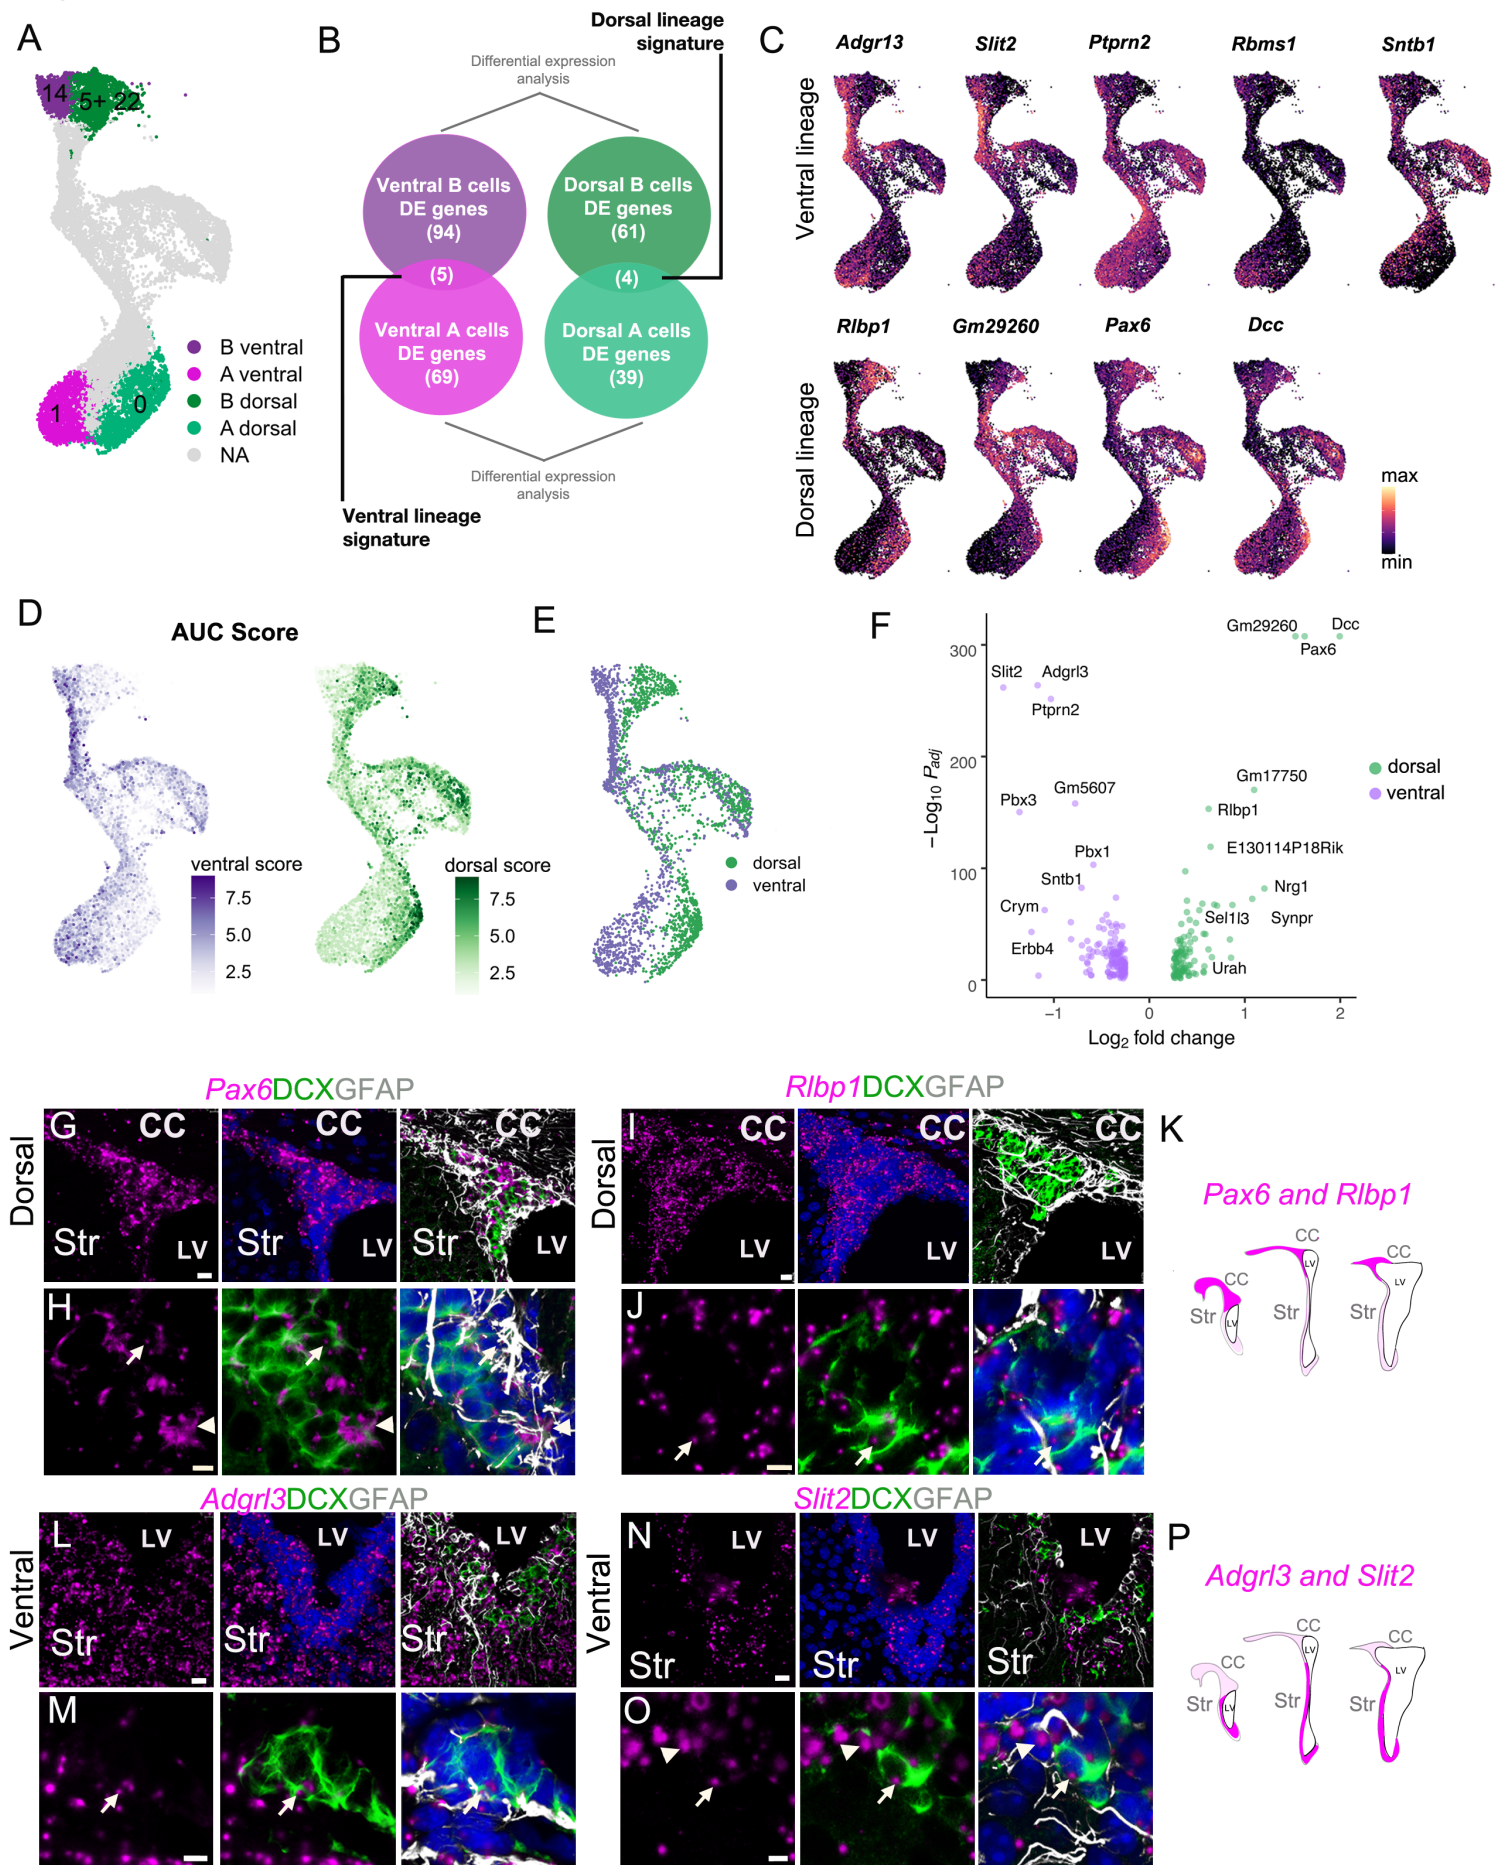 A
14
5+ 22
1
0
B ventral
A ventral
B dorsal
A dorsal
NA
B
Dorsal lineage
signature
Differential expression
analysis
Ventral B cells
DE genes
(94)
Dorsal B cells
DE genes
(61)
(5)
(4)
Ventral A cells
DE genes
(69)
Dorsal A cells
DE genes
(39)
Differential expression
analysis
Ventral lineage
signature
C
Adgr13
Slit2
Ptprn2
Rbms1
Sntb1
Ventral lineage
Rlbp1
Gm29260
Pax6
Dcc
Dorsal lineage
max
min
D
AUC Score
ventral score
7.5
5.0
2.5
dorsal score
7.5
5.0
2.5
E
dorsal
ventral
F
−Log10 Padj
300
200
100
0
−1
0
1
2
Log2 fold change
Gm29260
Dcc
Pax6
Slit2
Adgrl3
Ptprn2
Gm17750
Pbx3
Gm5607
Rlbp1
Pbx1
E130114P18Rik
Sntb1
Nrg1
Crym
Sel1l3
Synpr
Erbb4
Urah
dorsal
ventral
Pax6DCXGFAP
Dorsal
G
CC
Str
LV
CC
Str
LV
CC
Str
LV
H
Rlbp1DCXGFAP
Dorsal
I
CC
LV
CC
LV
CC
LV
J
K
Pax6 and Rlbp1
CC
Str
LV
CC
LV
Str
CC
LV
Str
Adgrl3DCXGFAP
Ventral
L
LV
Str
LV
Str
LV
Str
M
Slit2DCXGFAP
Ventral
N
LV
Str
LV
Str
LV
Str
O
P
Adgrl3 and Slit2
CC
Str
LV
CC
LV
Str
CC
LV
Str